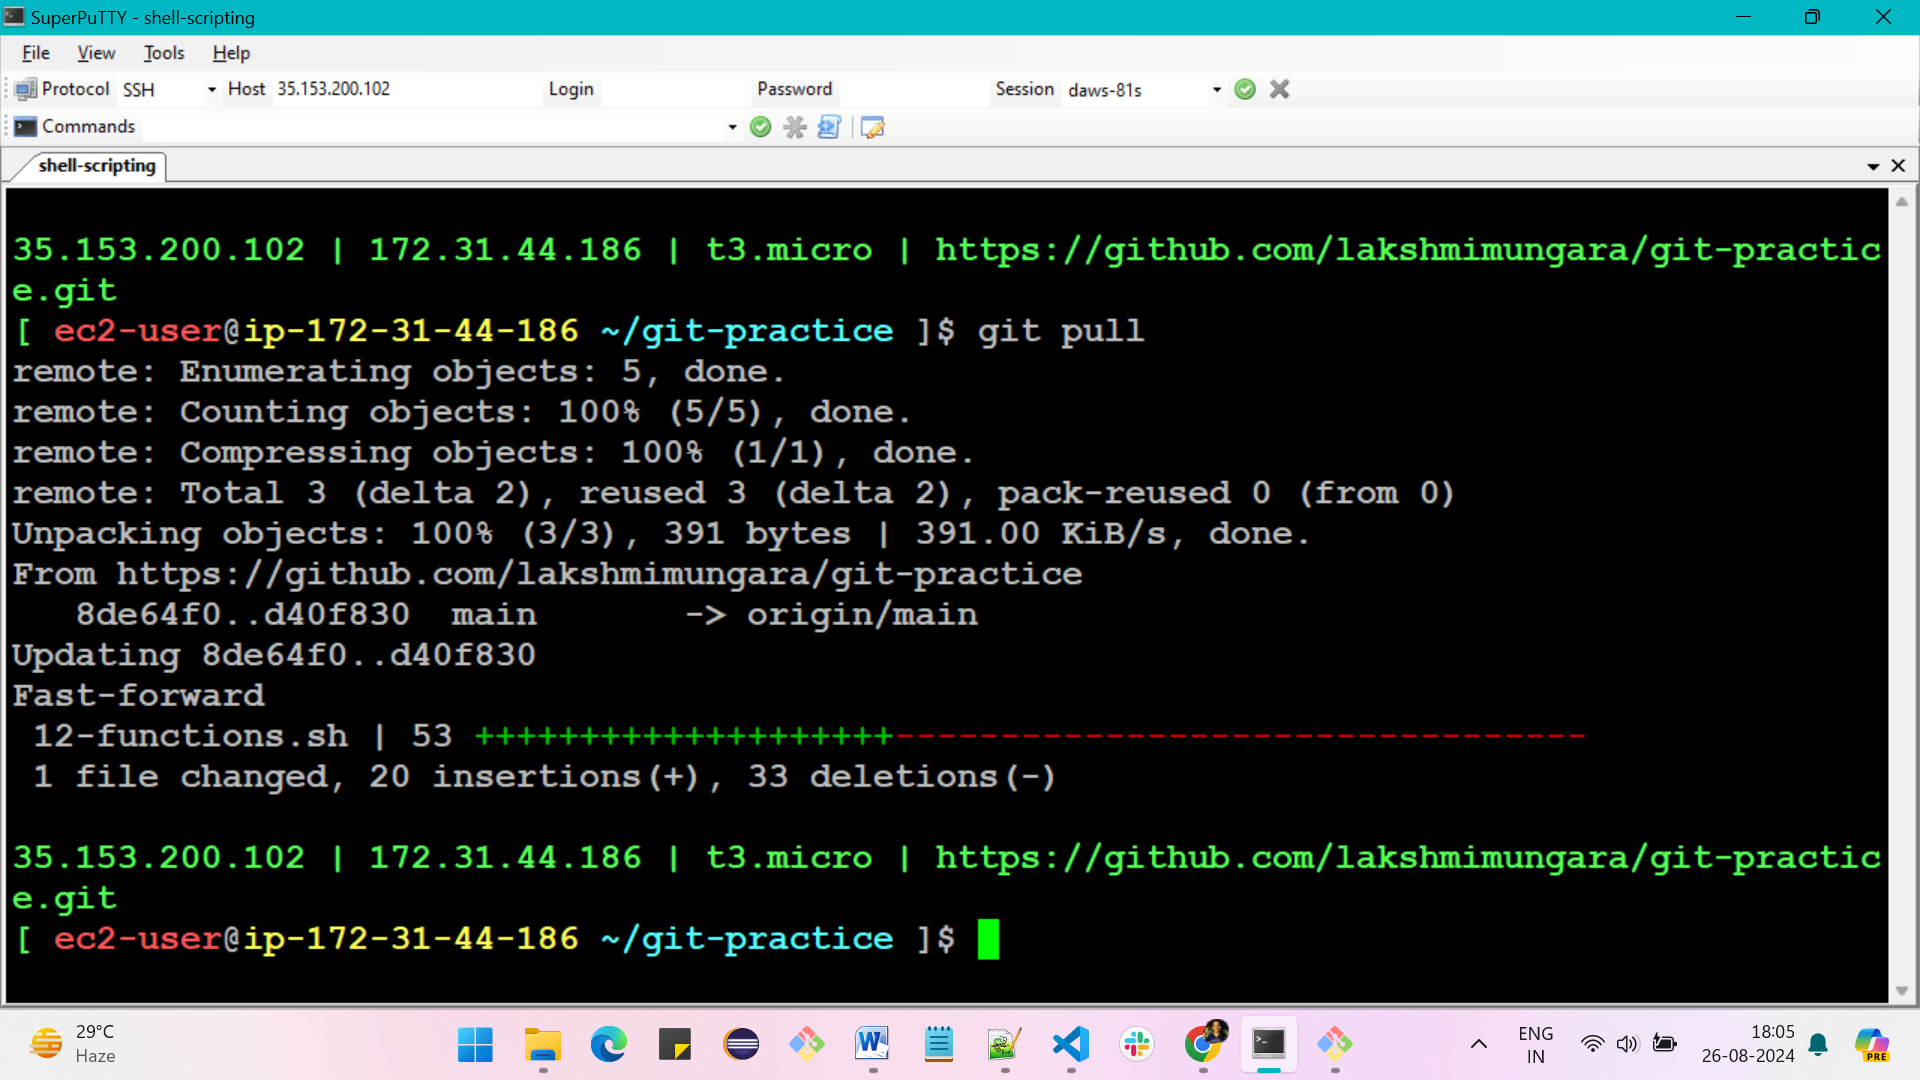 SuperPuTTY - shell-scripting
File View Tools Help
Protocol SSH Host 35.153.200.102 Login Password Session daws-81s
Commands
shell-scripting
35.153.200.102 | 172.31.44.186 | t3.micro | https://github.com/lakshmimungara/git-practic
e.git
[ ec2-user@ip-172-31-44-186 ~/git-practice ]$ git pull
remote: Enumerating objects: 5, done.
remote: Counting objects: 100% (5/5), done.
remote: Compressing objects: 100% (1/1), done.
remote: Total 3 (delta 2), reused 3 (delta 2), pack-reused 0 (from 0)
Unpacking objects: 100% (3/3), 391 bytes | 391.00 KiB/s, done.
From https://github.com/lakshmimungara/git-practice
8de64f0..d40f830 main -> origin/main
Updating 8de64f0..d40f830
Fast-forward
12-functions.sh | 53 ++++++++++++++++++++---------------------------------
1 file changed, 20 insertions(+), 33 deletions(-)
35.153.200.102 | 172.31.44.186 | t3.micro | https://github.com/lakshmimungara/git-practic
e.git
[ ec2-user@ip-172-31-44-186 ~/git-practice ]$
29°C
Haze
ENG
IN
18:05
26-08-2024
PRE